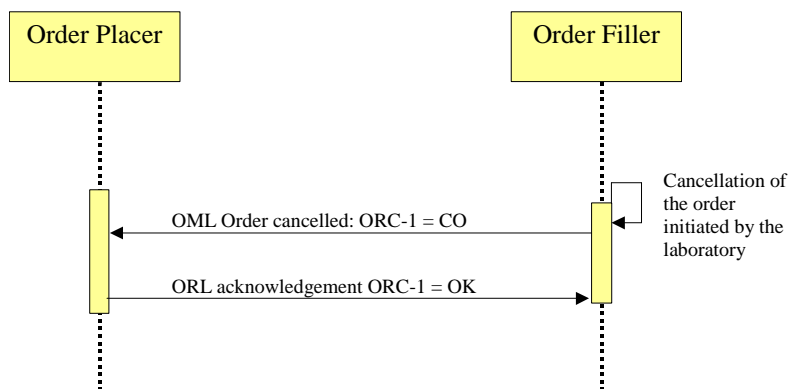 Order Placer
Order Filler
Cancellation of
the order
initiated by the
laboratory
OML Order cancelled: ORC-1 = CO
ORL acknowledgement ORC-1 = OK